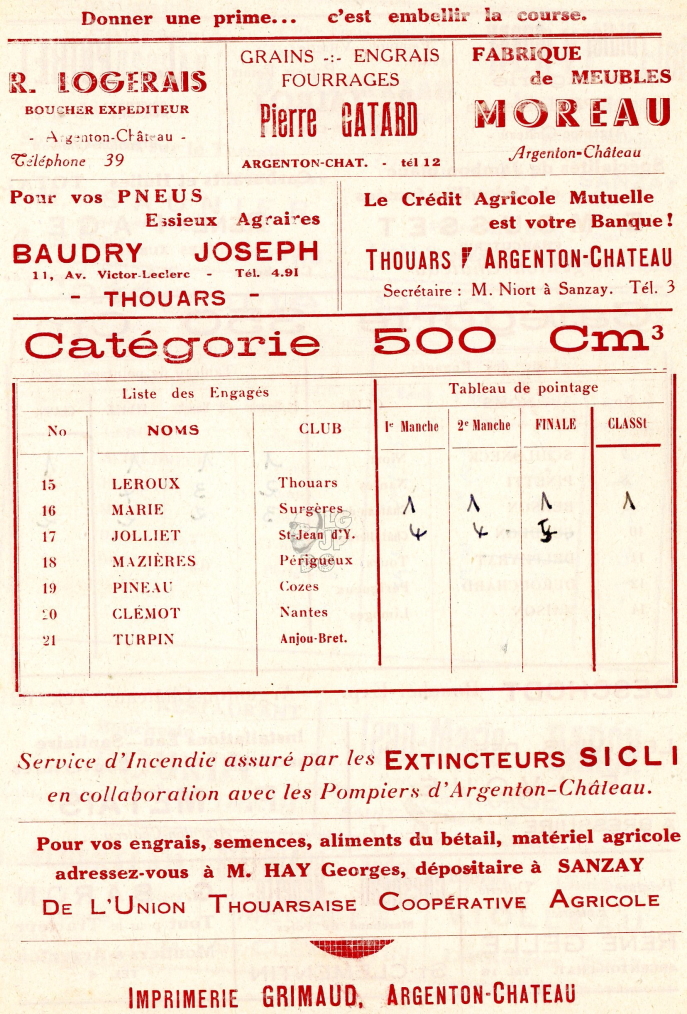 Donner une prime... c'est embellir la course.
R. LOGERAIS
BOUCHER EXPEDITEUR
- Argenton-Château -
Téléphone 39
GRAINS -:- ENGRAIS
FOURRAGES
Pierre GATARD
ARGENTON-CHAT. - tél 12
FABRIQUE
de MEUBLES
MOREAU
Argenton-Château
Pour vos PNEUS
Essieux Agraires
BAUDRY JOSEPH
11, Av. Victor-Leclerc - Tél. 4.91
- THOUARS -
Le Crédit Agricole Mutuelle
est votre Banque!
THOUARS ARGENTON-CHATEAU
Secrétaire : M. Niort à Sanzay. Tél. 3
Catégorie 500 Cm³
Liste des Engagés Tableau de pointage
No NOMS CLUB 1e Manche 2e Manche FINALE CLASSt
15 LEROUX Thouars
16 MARIE Surgères 1 1 1 1
17 JOLLIET St-Jean d'Y. 4 4
18 MAZIÈRES Périgueux
19 PINEAU Cozes
20 CLÉMOT Nantes
21 TURPIN Anjou-Bret.
Service d'Incendie assuré par les EXTINCTEURS SICLI
en collaboration avec les Pompiers d'Argenton-Château.
Pour vos engrais, semences, aliments du bétail, matériel agricole
adressez-vous à M. HAY Georges, dépositaire à SANZAY
DE L'UNION THOUARSAISE COOPÉRATIVE AGRICOLE
IMPRIMERIE GRIMAUD, ARGENTON-CHATEAU